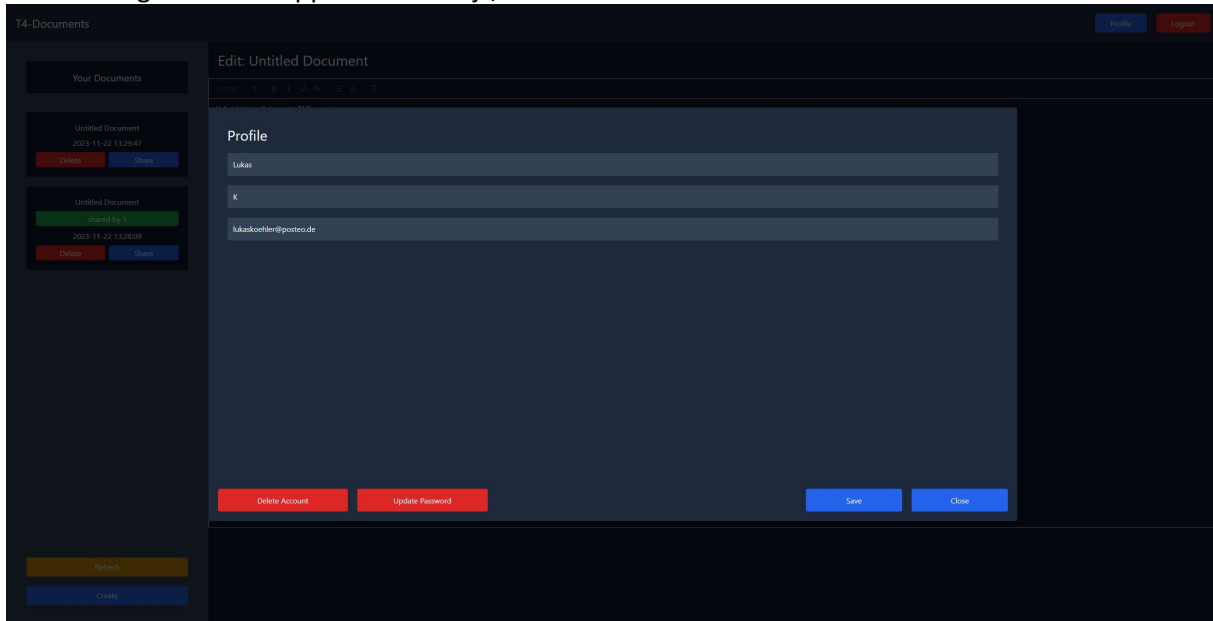 T4-Documents
Profile
Logout
Your Documents
Edit: Untitled Document
Untitled Document
2023-11-22 13:29:47
Delete
Share
Untitled Document
shared by 1
2023-11-22 13:28:09
Delete
Share
Profile
Lukas
K
lukaskoehler@posteo.de
Delete Account
Update Password
Save
Close
Refresh
Create